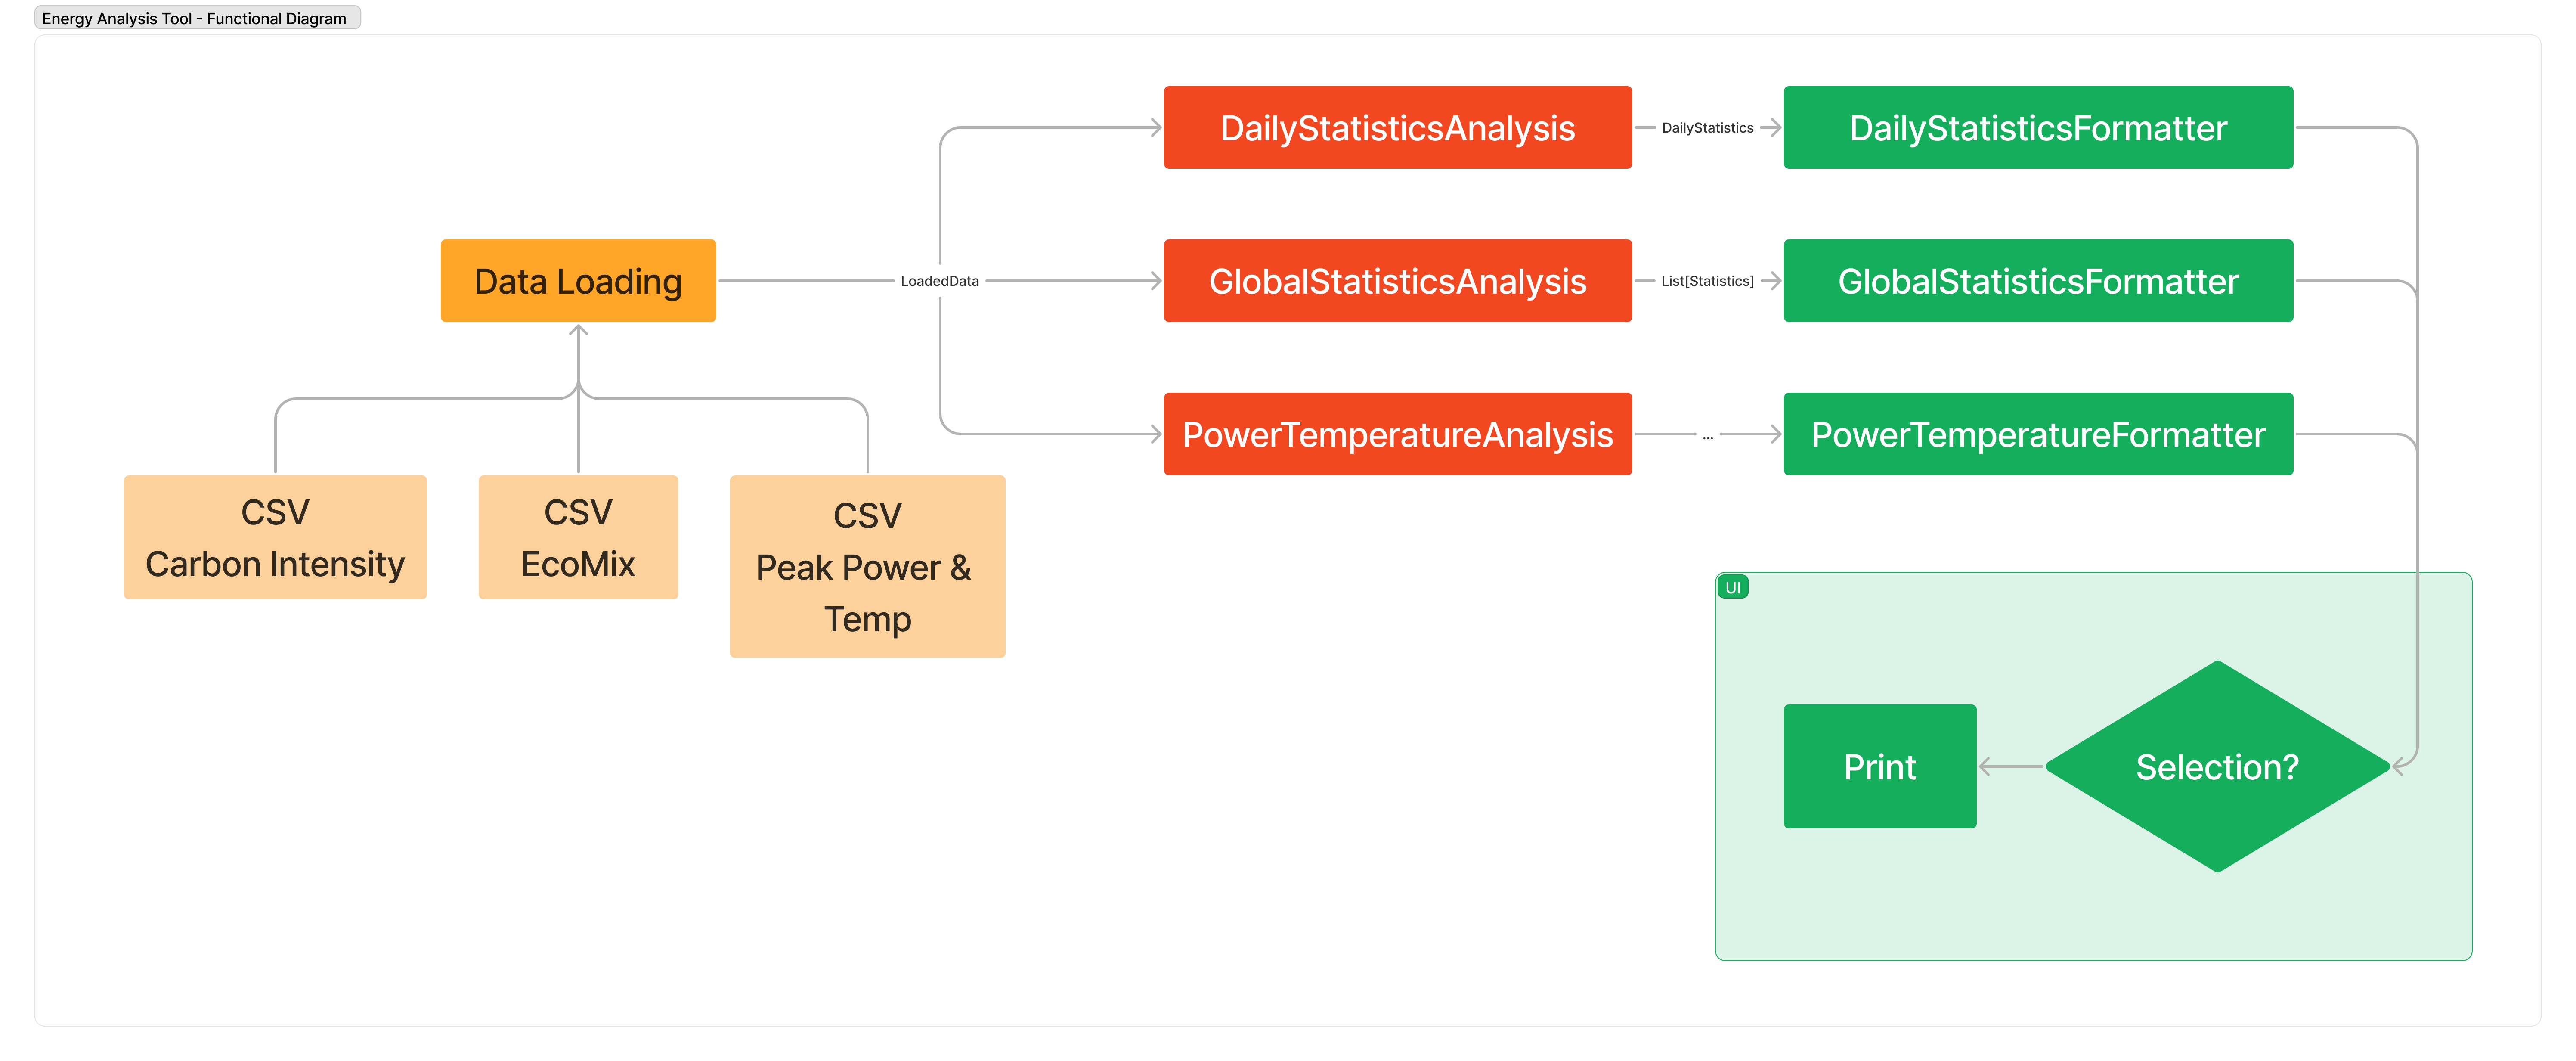 Energy Analysis Tool - Functional Diagram
DailyStatisticsAnalysis
DailyStatistics
DailyStatisticsFormatter
Data Loading
LoadedData
GlobalStatisticsAnalysis
List[Statistics]
GlobalStatisticsFormatter
PowerTemperatureAnalysis
...
PowerTemperatureFormatter
CSV
Carbon Intensity
CSV
EcoMix
CSV
Peak Power &
Temp
UI
Print
Selection?